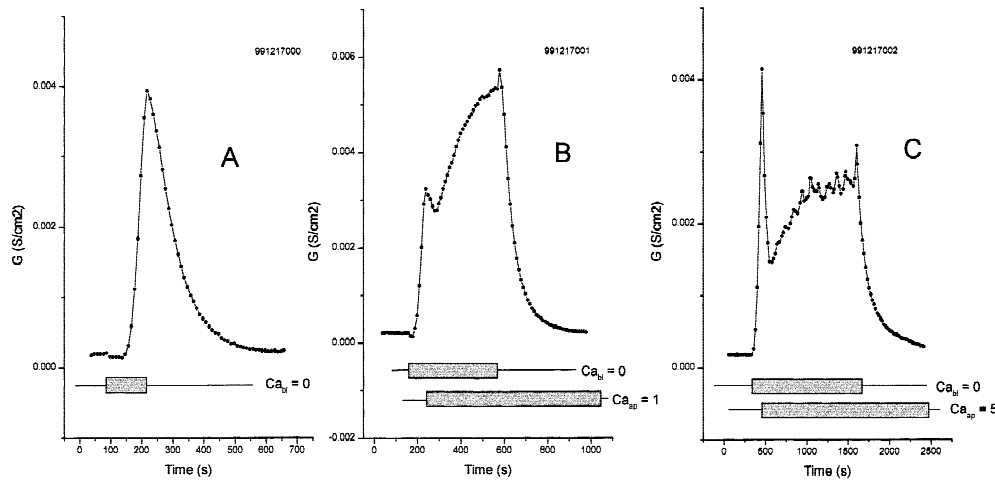 991217000
A
G (S/cm2)
0.004
0.002
0.000
Ca_bl = 0
0 100 200 300 400 500 600 700
Time (s)
991217001
B
G (S/cm2)
0.006
0.004
0.002
0.000
-0.002
Ca_bl = 0
Ca_ap = 1
0 200 400 600 800 1000
Time (s)
991217002
C
G (S/cm2)
0.004
0.002
0.000
Ca_bl = 0
Ca_ap = 5
0 500 1000 1500 2000 2500
Time (s)